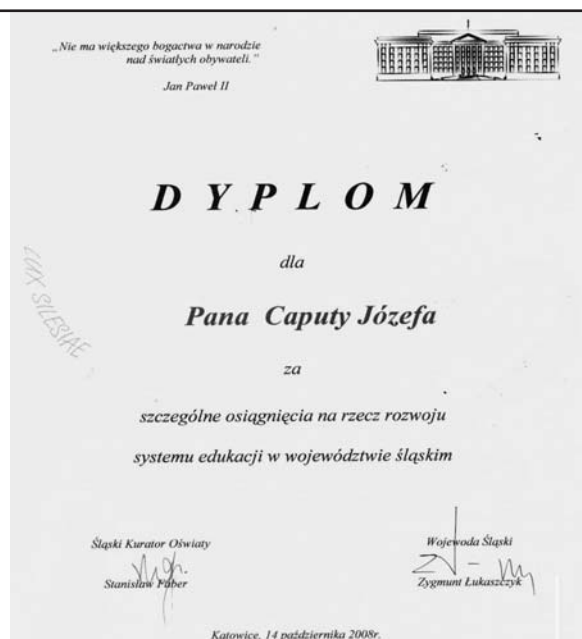 „Nie ma większego bogactwa w narodzie
nad światłych obywateli."
Jan Paweł II
D Y P L O M
dla
LUX SILESIAE
Pana Caputy Józefa
za
szczególne osiągnięcia na rzecz rozwoju
systemu edukacji w województwie śląskim
Śląski Kurator Oświaty
Stanisław Faber
Wojewoda Śląski
Zygmunt Łukaszczyk
Katowice, 14 października 2008r.